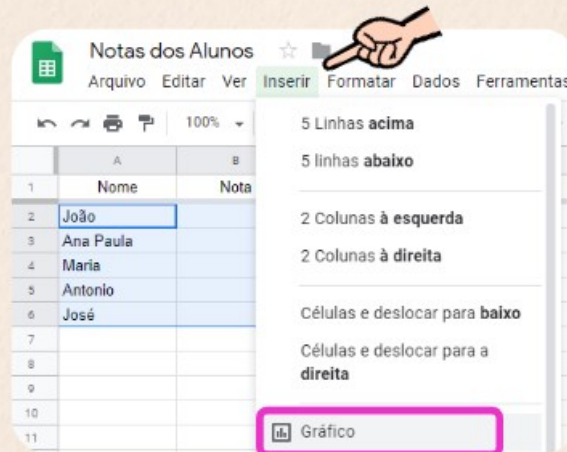 Notas dos Alunos
Arquivo Editar Ver Inserir Formatar Dados Ferramentas
100%
A B
1 Nome Nota
2 João
3 Ana Paula
4 Maria
5 Antonio
6 José
7
8
9
10
11
5 Linhas acima
5 linhas abaixo
2 Colunas à esquerda
2 Colunas à direita
Células e deslocar para baixo
Células e deslocar para a
direita
Gráfico